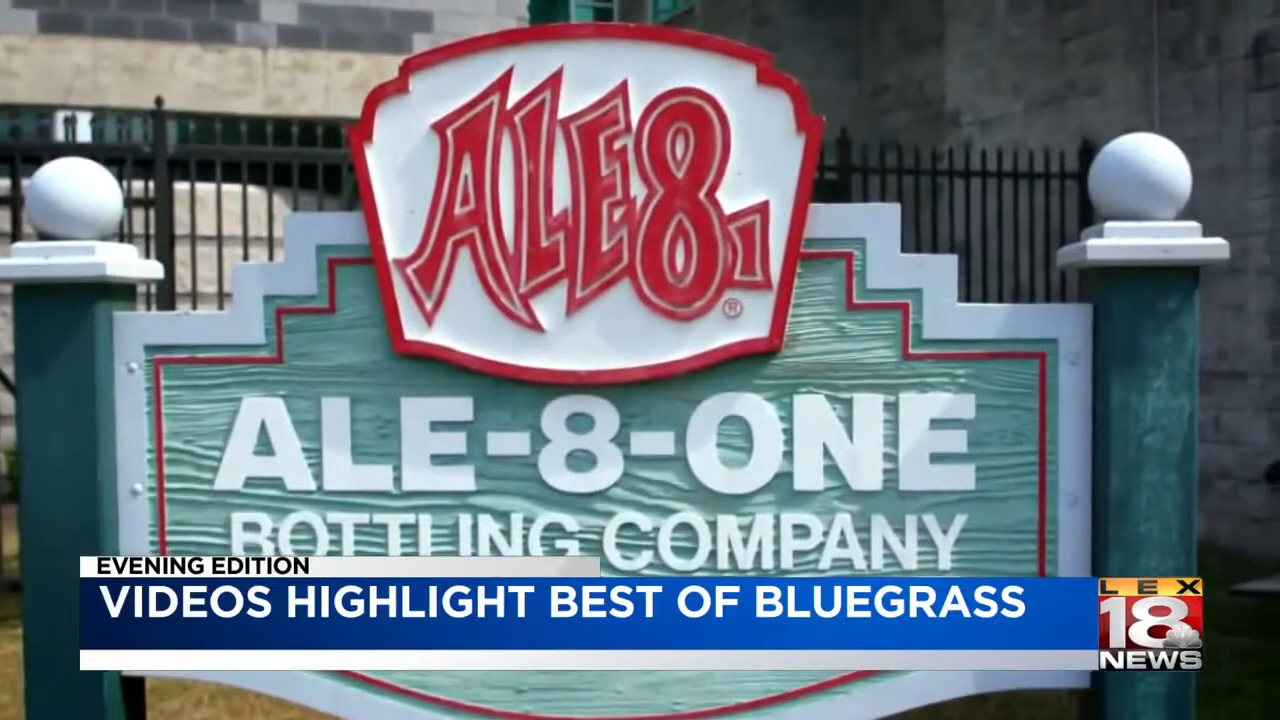 ALE8
1
®
ALE-8-ONE
BOTTLING COMPANY
EVENING EDITION
VIDEOS HIGHLIGHT BEST OF BLUEGRASS
LEX
18
NEWS